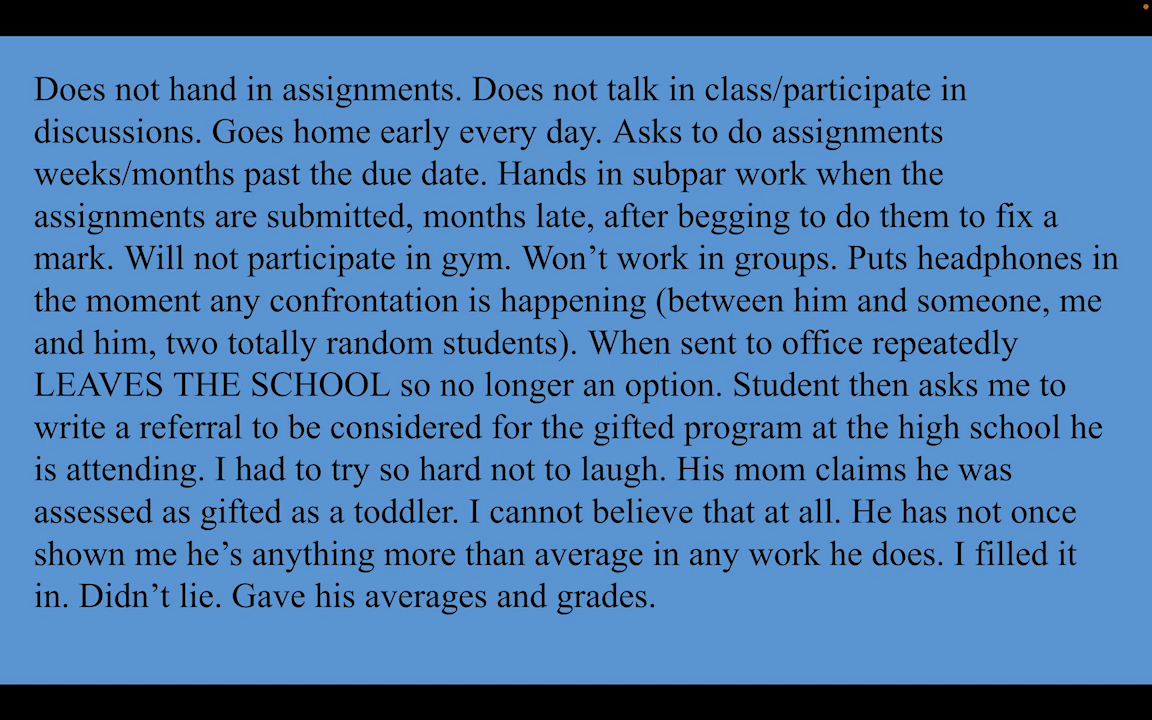 Does not hand in assignments. Does not talk in class/participate in
discussions. Goes home early every day. Asks to do assignments
weeks/months past the due date. Hands in subpar work when the
assignments are submitted, months late, after begging to do them to fix a
mark. Will not participate in gym. Won’t work in groups. Puts headphones in
the moment any confrontation is happening (between him and someone, me
and him, two totally random students). When sent to office repeatedly
LEAVES THE SCHOOL so no longer an option. Student then asks me to
write a referral to be considered for the gifted program at the high school he
is attending. I had to try so hard not to laugh. His mom claims he was
assessed as gifted as a toddler. I cannot believe that at all. He has not once
shown me he’s anything more than average in any work he does. I filled it
in. Didn’t lie. Gave his averages and grades.